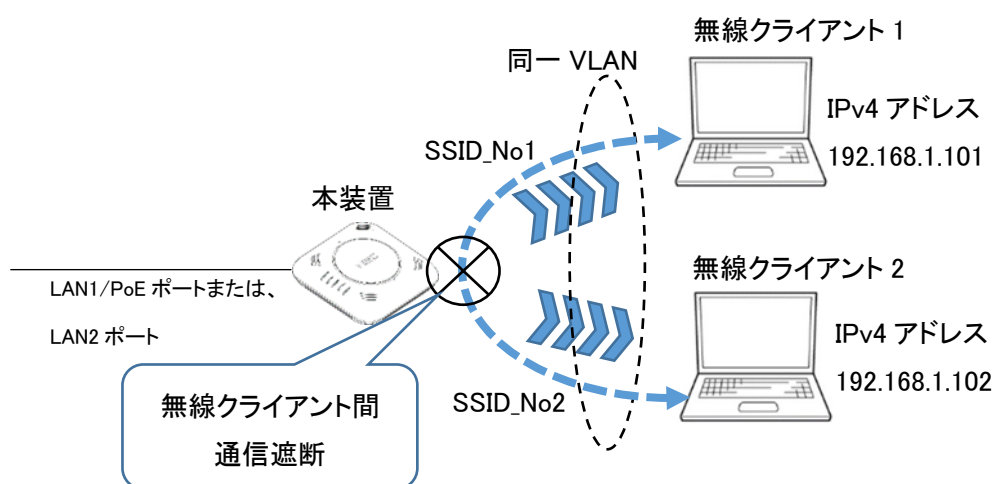 無線クライアント 1
同一 VLAN
IPv4 アドレス
192.168.1.101
SSID_No1
本装置
LAN1/PoE ポートまたは、
LAN2 ポート
無線クライアント 2
IPv4 アドレス
192.168.1.102
SSID_No2
無線クライアント間
通信遮断